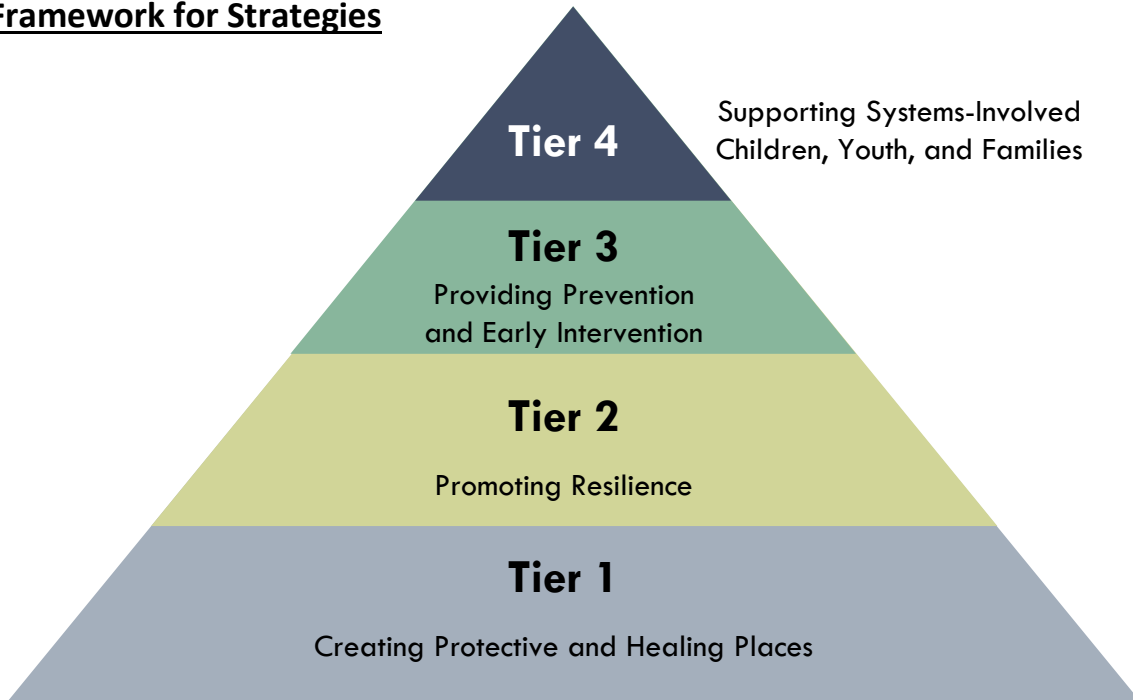 Framework for Strategies
Supporting Systems-Involved
Children, Youth, and Families
Tier 4
Tier 3
Providing Prevention
and Early Intervention
Tier 2
Promoting Resilience
Tier 1
Creating Protective and Healing Places